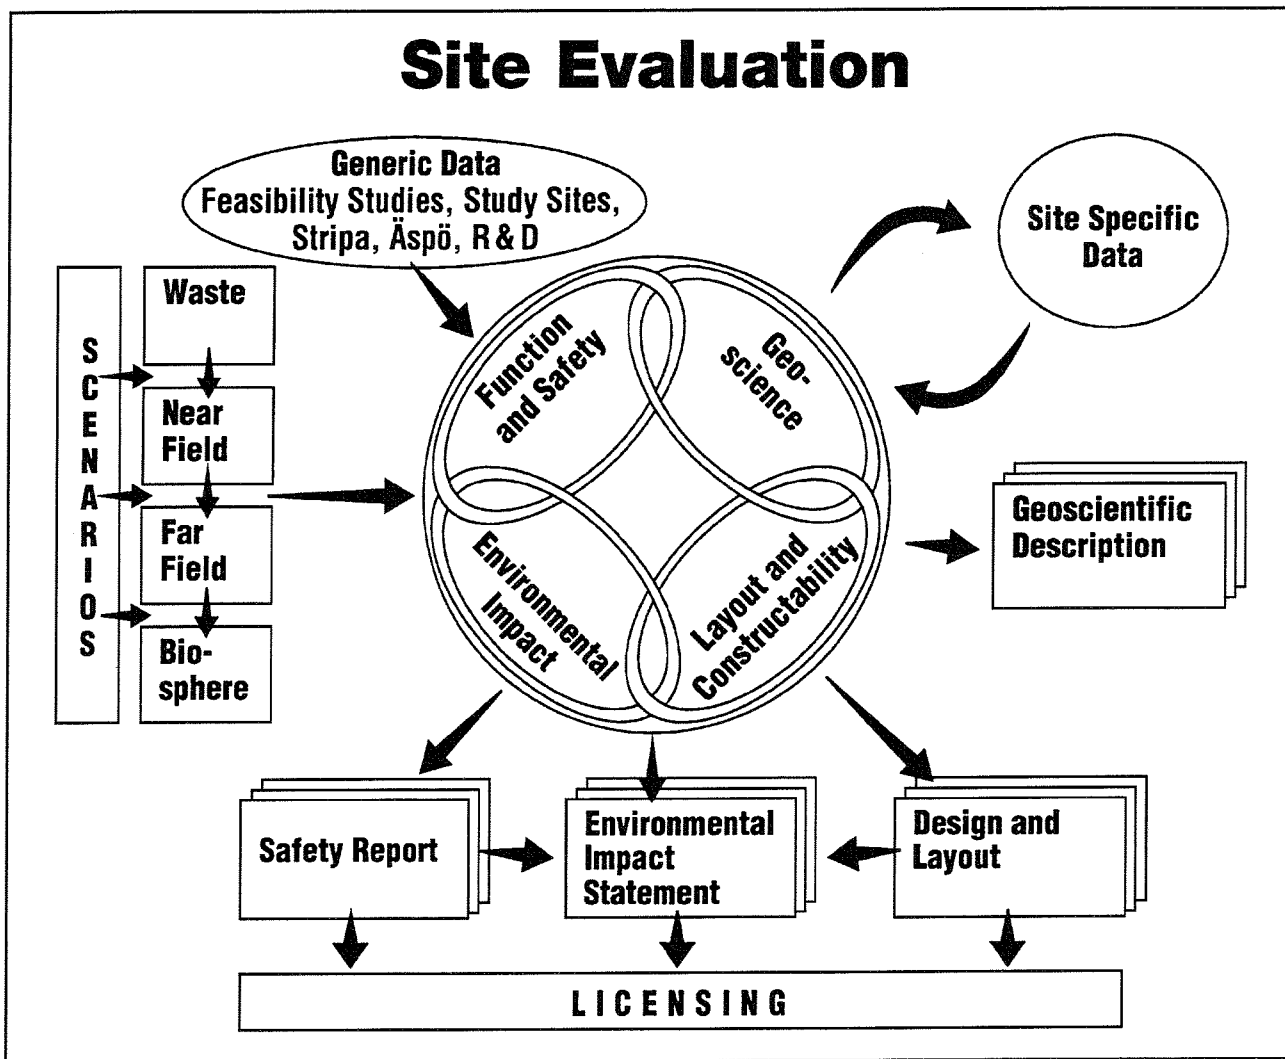 Site Evaluation
Generic Data
Feasibility Studies, Study Sites,
Stripa, Äspö, R & D
Site Specific
Data
SCENARIOS
Waste
Near
Field
Far
Field
Bio-
sphere
Function
and Safety
Geo-
science
Environmental
Impact
Layout and
Constructability
Geoscientific
Description
Safety Report
Environmental
Impact
Statement
Design and
Layout
LICENSING